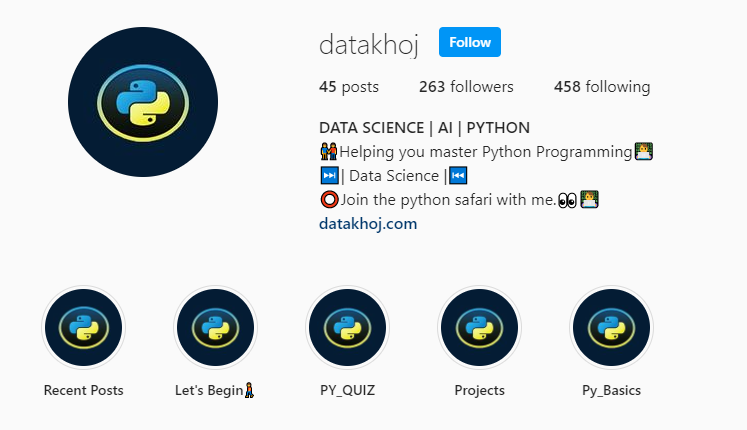 datakhoj Follow
45 posts 263 followers 458 following
DATA SCIENCE | AI | PYTHON
👬Helping you master Python Programming👨‍💻
⏭| Data Science |⏮
⭕Join the python safari with me.👀👨‍💻
datakhoj.com
Recent Posts Let's Begin🚶 PY_QUIZ Projects Py_Basics